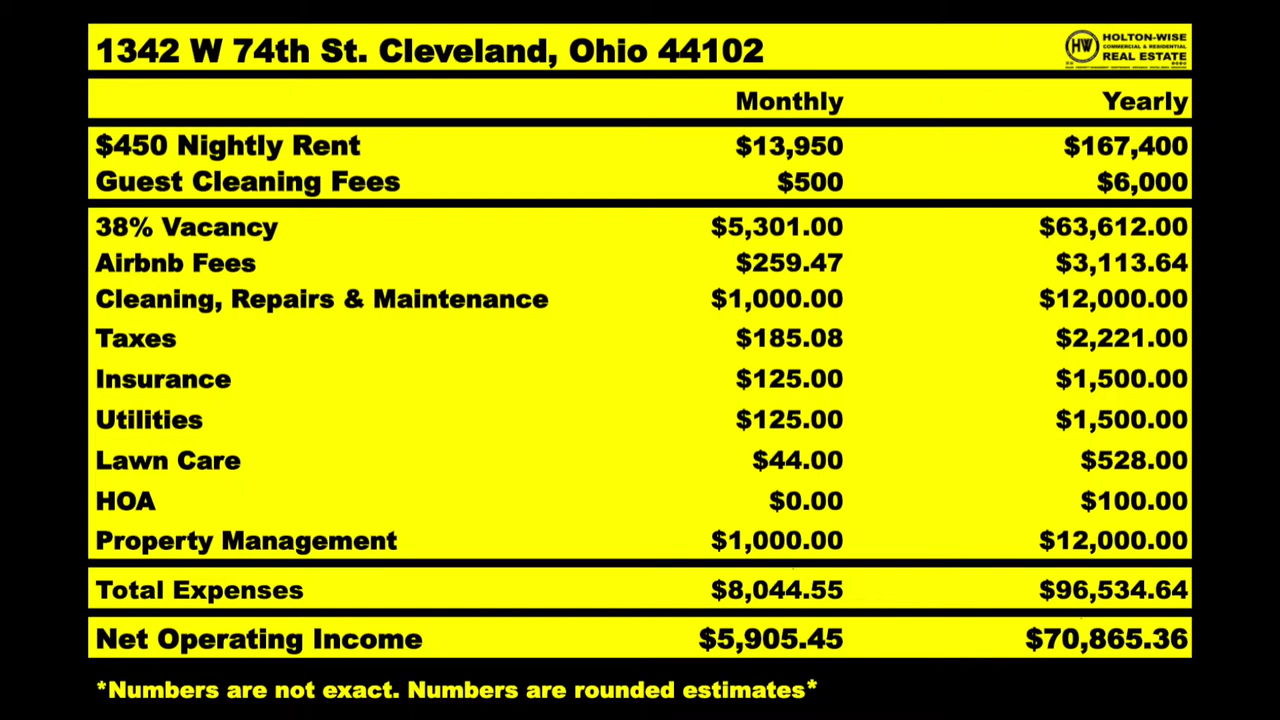 1342 W 74th St. Cleveland, Ohio 44102
HW
HOLTON-WISE
COMMERCIAL & RESIDENTIAL
REAL ESTATE
Monthly Yearly
$450 Nightly Rent $13,950 $167,400
Guest Cleaning Fees $500 $6,000
38% Vacancy $5,301.00 $63,612.00
Airbnb Fees $259.47 $3,113.64
Cleaning, Repairs & Maintenance $1,000.00 $12,000.00
Taxes $185.08 $2,221.00
Insurance $125.00 $1,500.00
Utilities $125.00 $1,500.00
Lawn Care $44.00 $528.00
HOA $0.00 $100.00
Property Management $1,000.00 $12,000.00
Total Expenses $8,044.55 $96,534.64
Net Operating Income $5,905.45 $70,865.36
*Numbers are not exact. Numbers are rounded estimates*